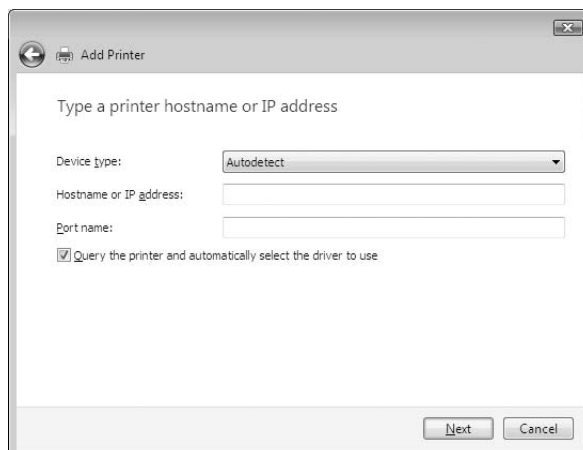 Add Printer
Type a printer hostname or IP address
Device type: Autodetect
Hostname or IP address:
Port name:
Query the printer and automatically select the driver to use
Next Cancel